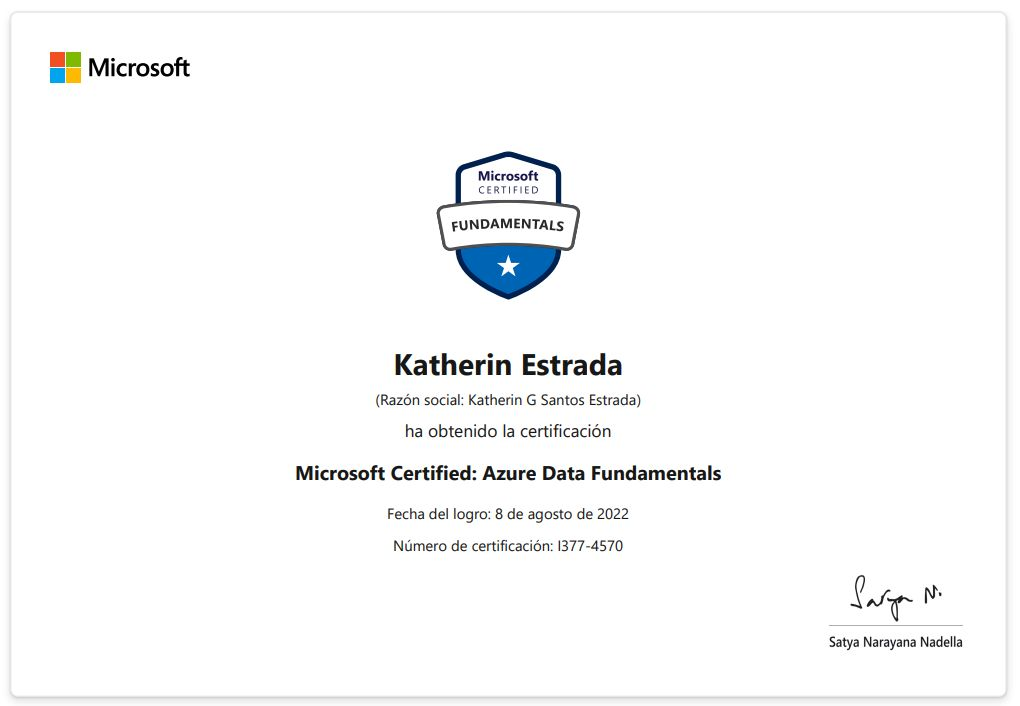 Microsoft
Microsoft
CERTIFIED
FUNDAMENTALS
Katherin Estrada
(Razón social: Katherin G Santos Estrada)
ha obtenido la certificación
Microsoft Certified: Azure Data Fundamentals
Fecha del logro: 8 de agosto de 2022
Número de certificación: I377-4570
Satya N.
Satya Narayana Nadella